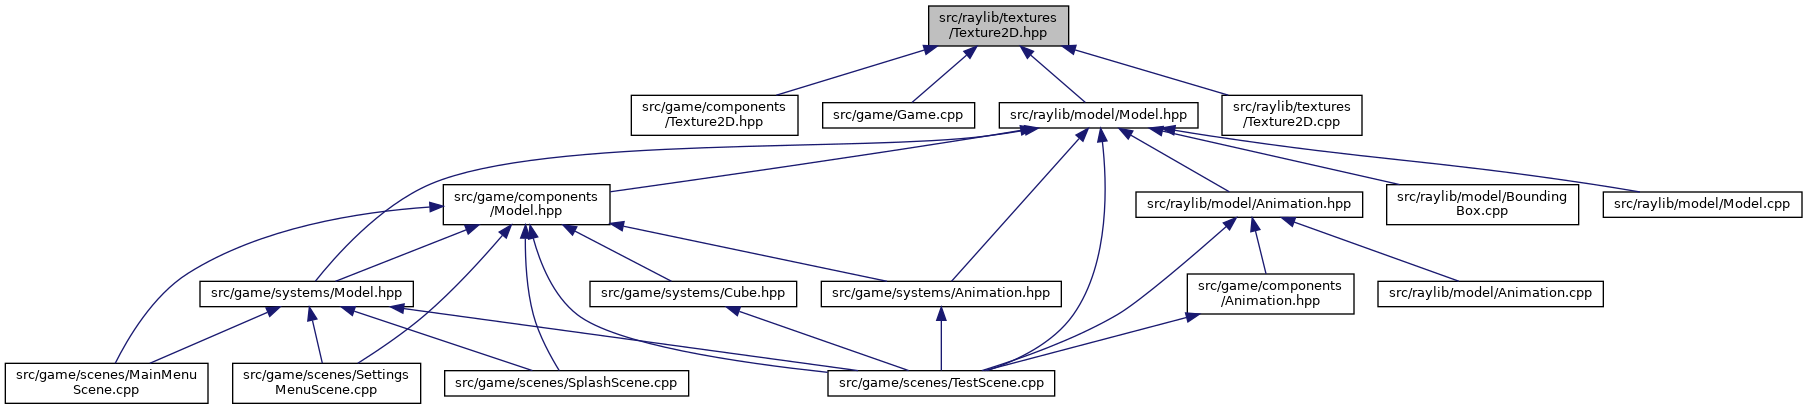 src/raylib/textures
/Texture2D.hpp
src/game/components
/Texture2D.hpp
src/game/Game.cpp
src/raylib/model/Model.hpp
src/raylib/textures
/Texture2D.cpp
src/game/components
/Model.hpp
src/raylib/model/Animation.hpp
src/raylib/model/Bounding
Box.cpp
src/raylib/model/Model.cpp
src/game/systems/Model.hpp
src/game/systems/Cube.hpp
src/game/systems/Animation.hpp
src/game/components
/Animation.hpp
src/raylib/model/Animation.cpp
src/game/scenes/MainMenu
Scene.cpp
src/game/scenes/Settings
MenuScene.cpp
src/game/scenes/SplashScene.cpp
src/game/scenes/TestScene.cpp